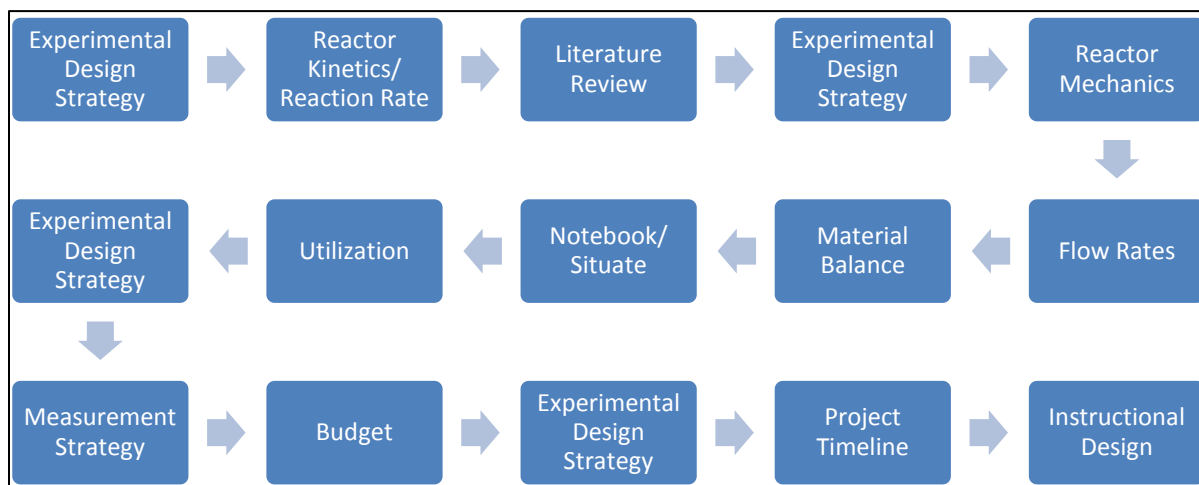 Experimental
Design
Strategy
Reactor
Kinetics/
Reaction Rate
Literature
Review
Experimental
Design
Strategy
Reactor
Mechanics
Flow Rates
Material
Balance
Notebook/
Situate
Utilization
Experimental
Design
Strategy
Measurement
Strategy
Budget
Experimental
Design
Strategy
Project
Timeline
Instructional
Design